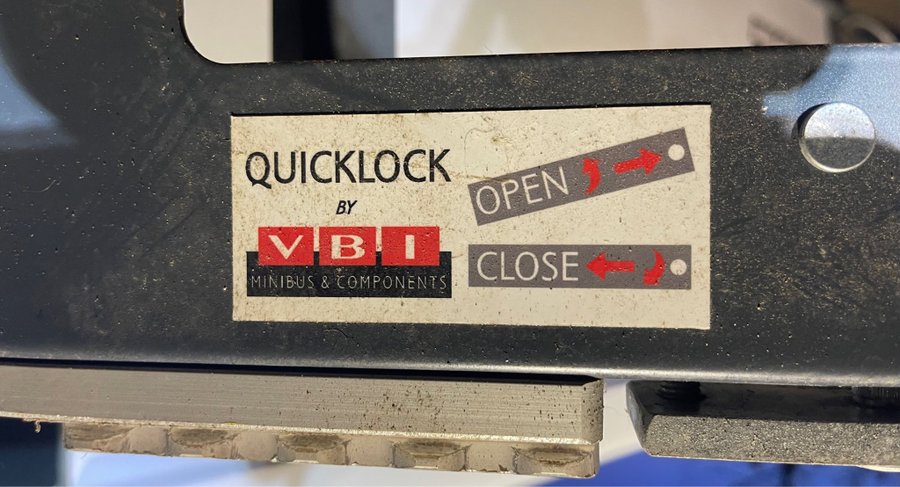 QUICKLOCK
BY
VBI
MINIBUS & COMPONENTS
OPEN
CLOSE